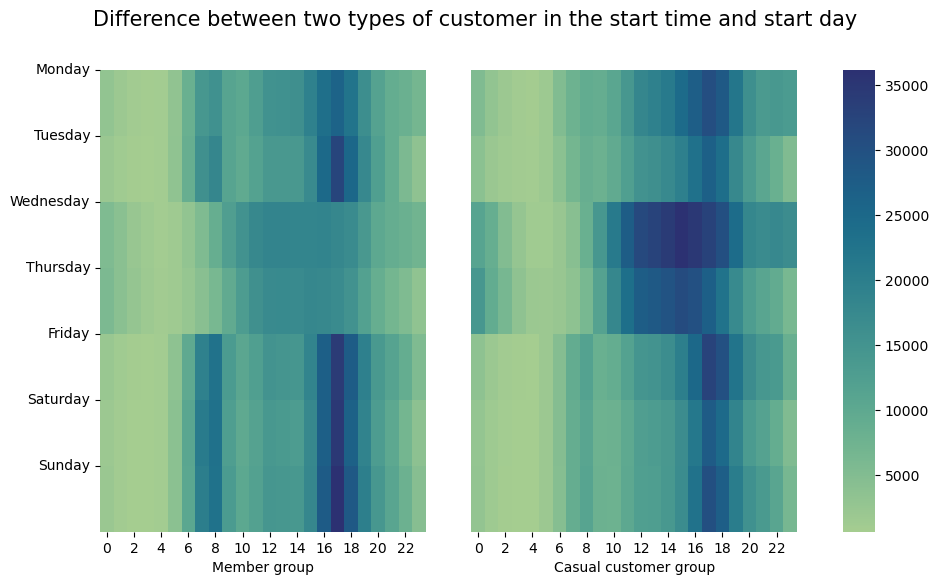 Difference between two types of customer in the start time and start day
Monday
Tuesday
Wednesday
Thursday
Friday
Saturday
Sunday
0 2 4 6 8 10 12 14 16 18 20 22
Member group
0 2 4 6 8 10 12 14 16 18 20 22
Casual customer group
35000
30000
25000
20000
15000
10000
5000